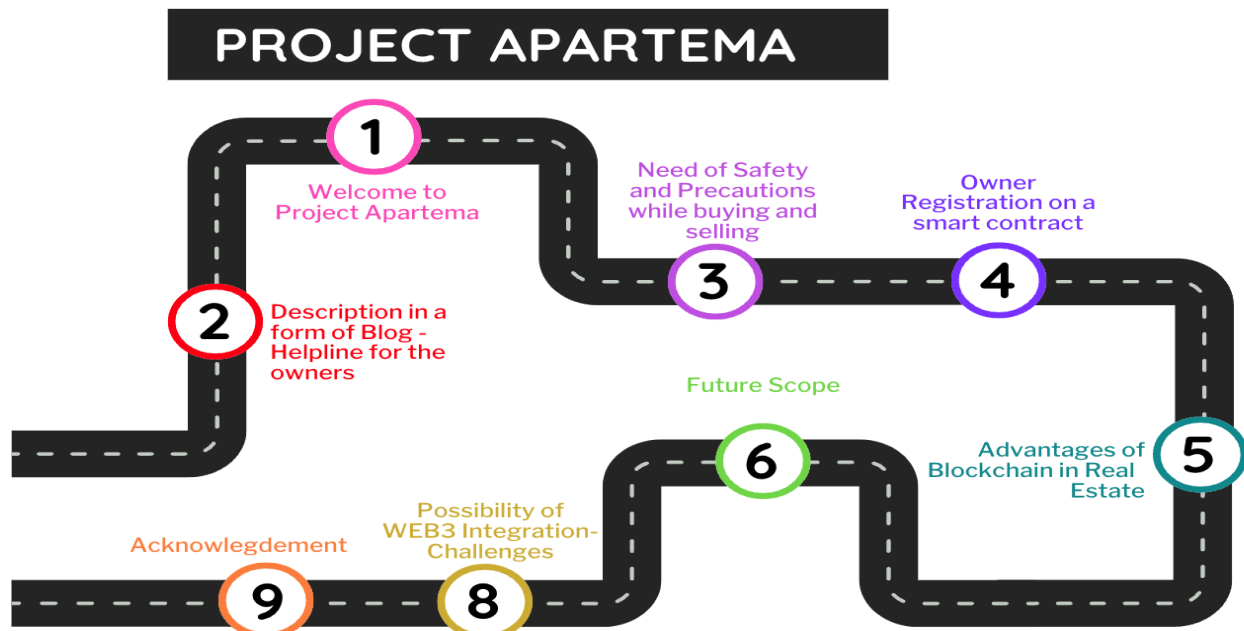 PROJECT APARTEMA
1
Welcome to
Project Apartema
2
Description in a
form of Blog -
Helpline for the
owners
Need of Safety
and Precautions
while buying and
selling
3
Owner
Registration on a
smart contract
4
Advantages of
Blockchain in Real
Estate
5
Future Scope
6
Possibility of
WEB3 Integration-
Challenges
8
Acknowlegdement
9